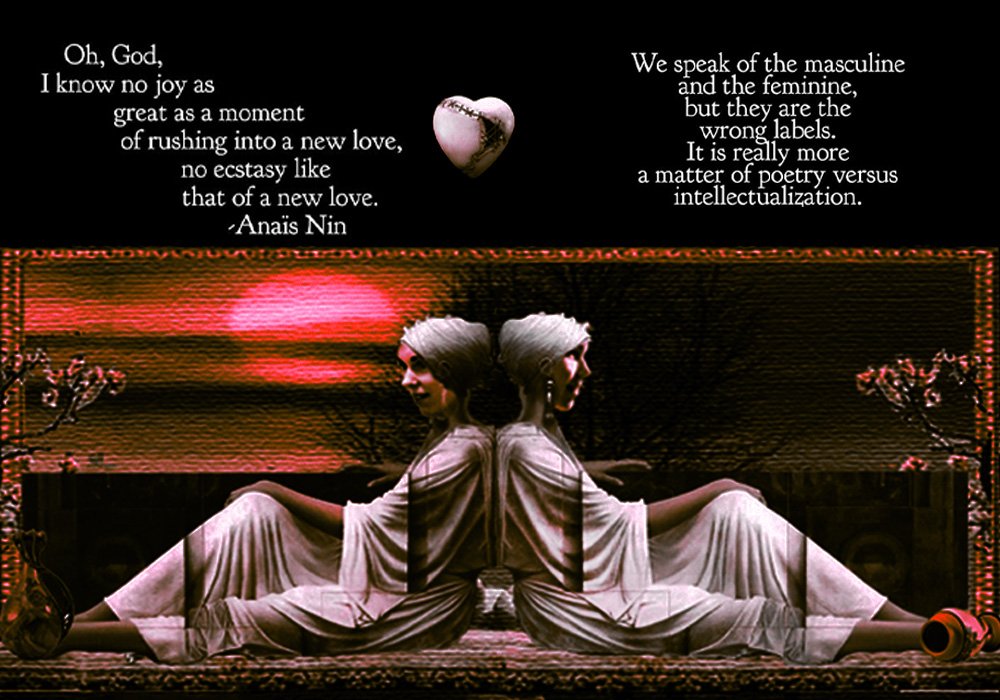 Oh, God,
I know no joy as
great as a moment
of rushing into a new love,
no ecstasy like
that of a new love.
-Anaïs Nin
We speak of the masculine
and the feminine,
but they are the
wrong labels.
It is really more
a matter of poetry versus
intellectualization.